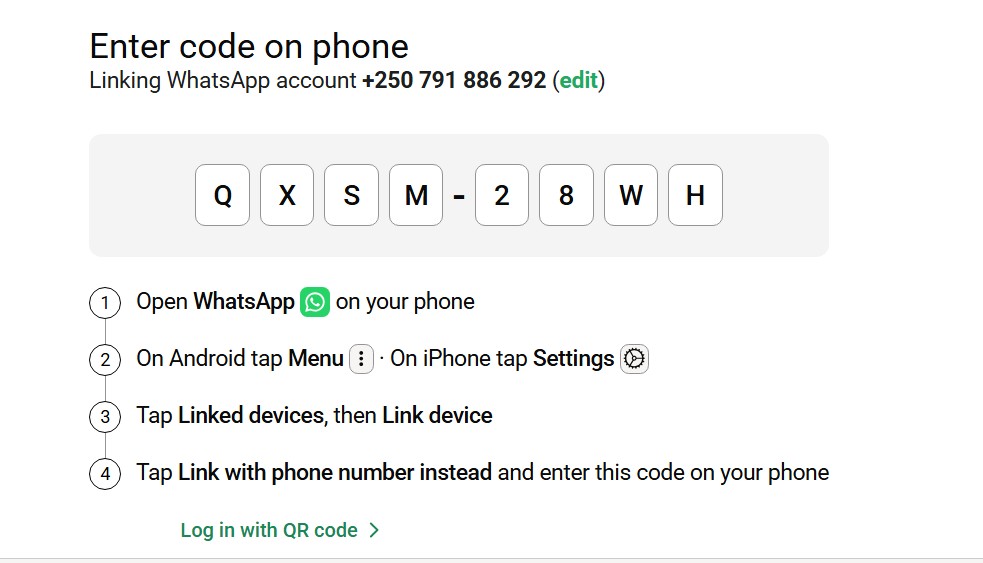 Enter code on phone
Linking WhatsApp account +250 791 886 292 (edit)
Q X S M - 2 8 W H
1 Open WhatsApp on your phone
2 On Android tap Menu · On iPhone tap Settings
3 Tap Linked devices, then Link device
4 Tap Link with phone number instead and enter this code on your phone
Log in with QR code